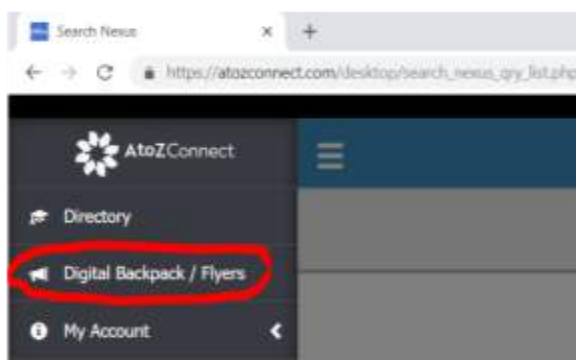 Search Nexus
https://atozconnect.com/desktop/search_nexus_qry_list.php
AtoZConnect
Directory
Digital Backpack / Flyers
My Account